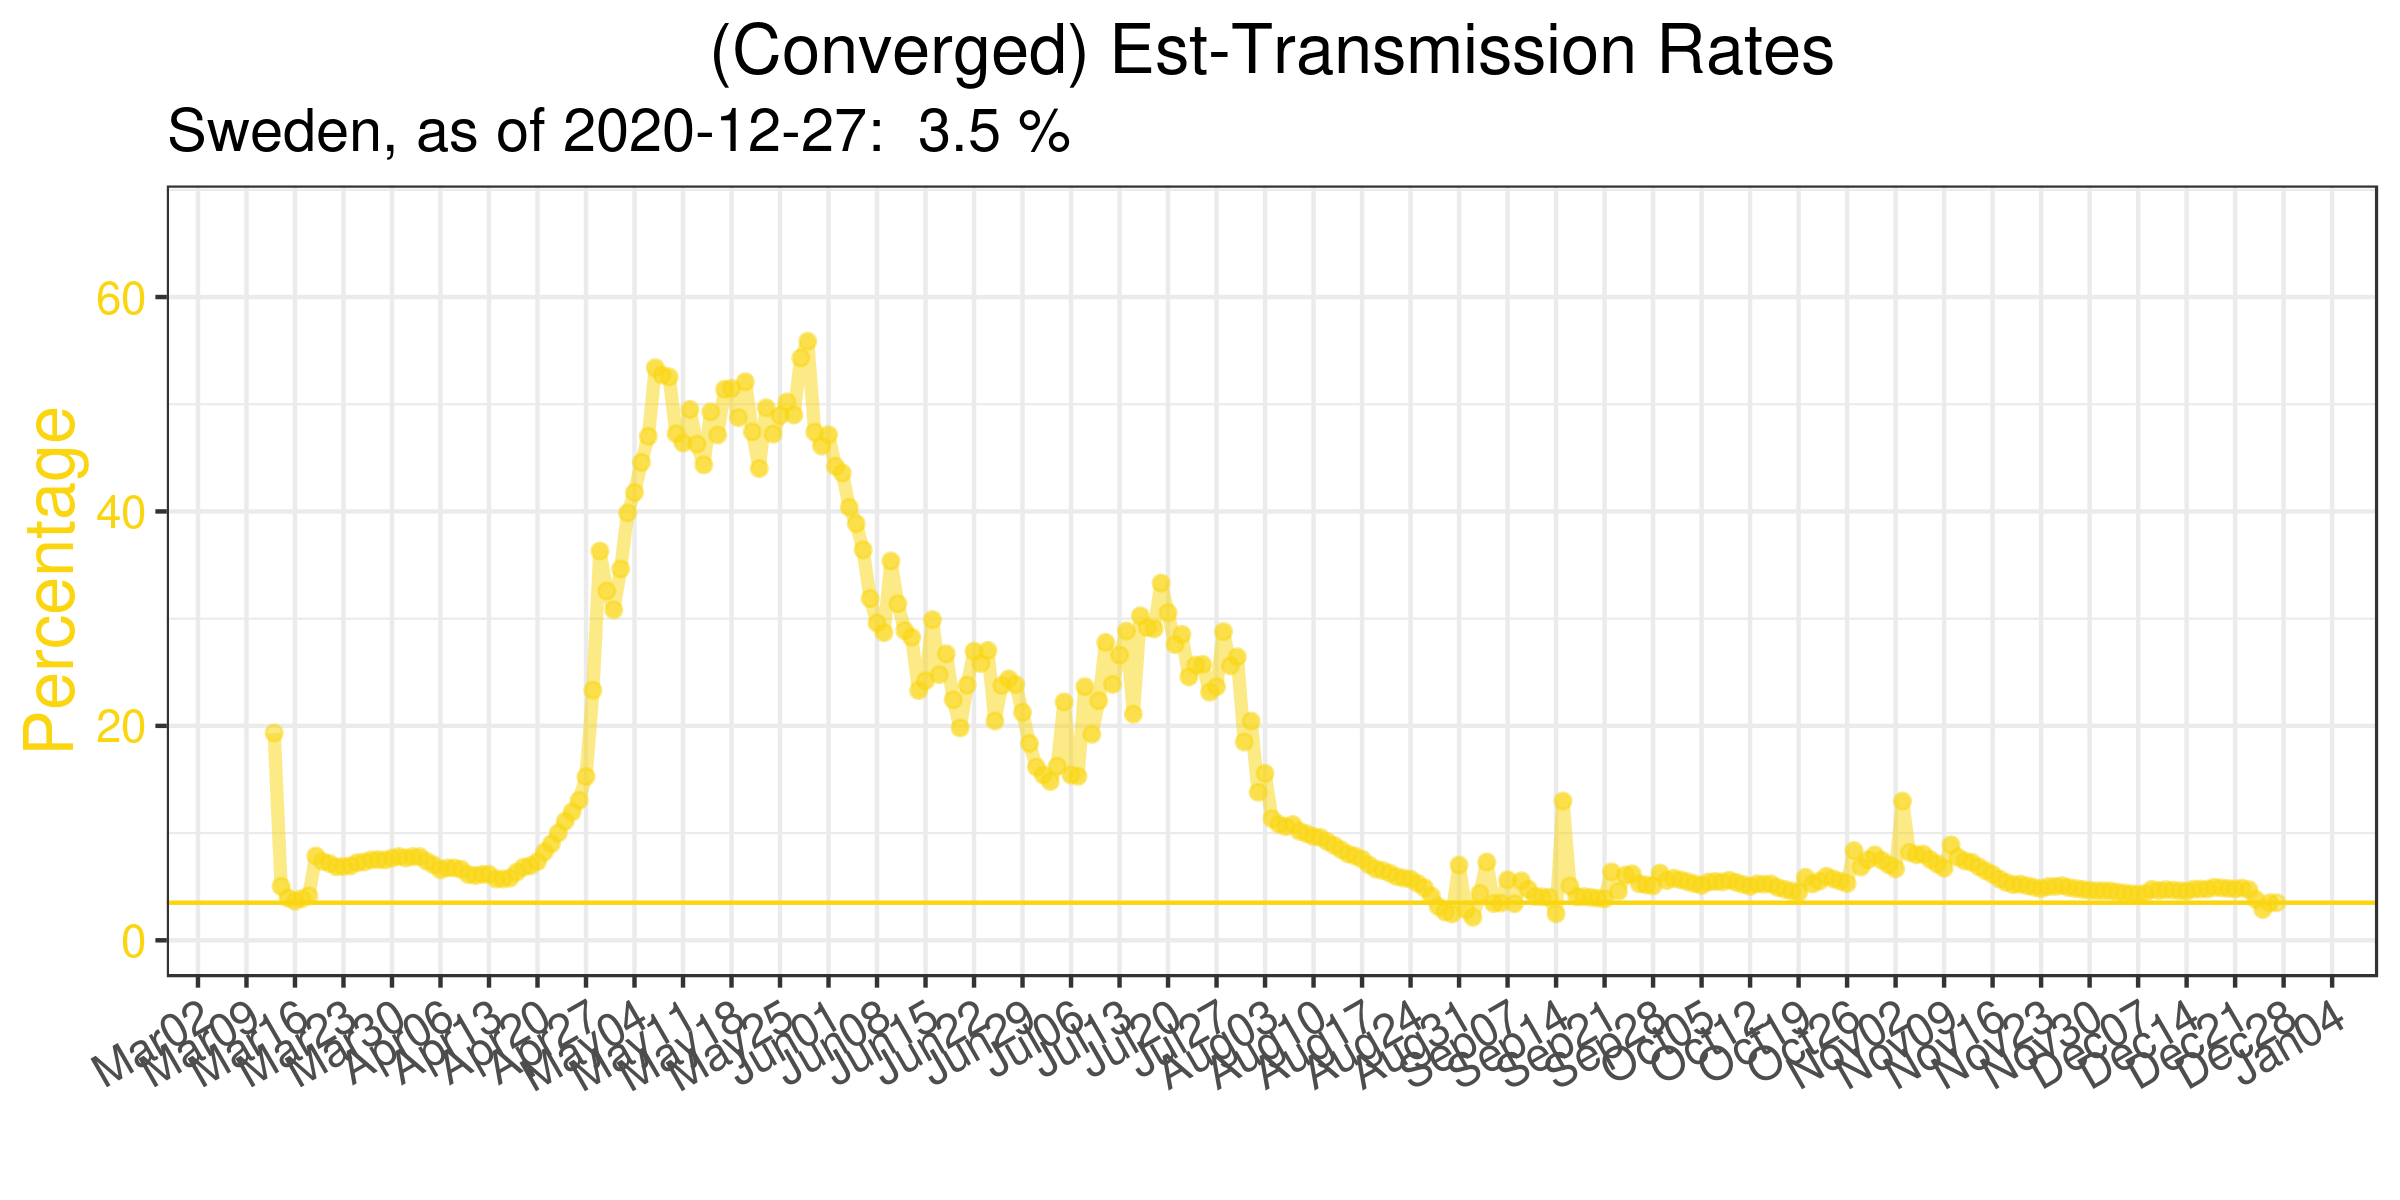 (Converged) Est-Transmission Rates
Sweden, as of 2020-12-27:  3.5 %
Percentage
60
40
20
0
Mar02
Mar09
Mar16
Mar23
Mar30
Apr06
Apr13
Apr20
Apr27
May04
May11
May18
May25
Jun01
Jun08
Jun15
Jun22
Jun29
Jul06
Jul13
Jul20
Jul27
Aug03
Aug10
Aug17
Aug24
Aug31
Sep07
Sep14
Sep21
Sep28
Oct05
Oct12
Oct19
Oct26
Nov02
Nov09
Nov16
Nov23
Nov30
Dec07
Dec14
Dec21
Dec28
Jan04